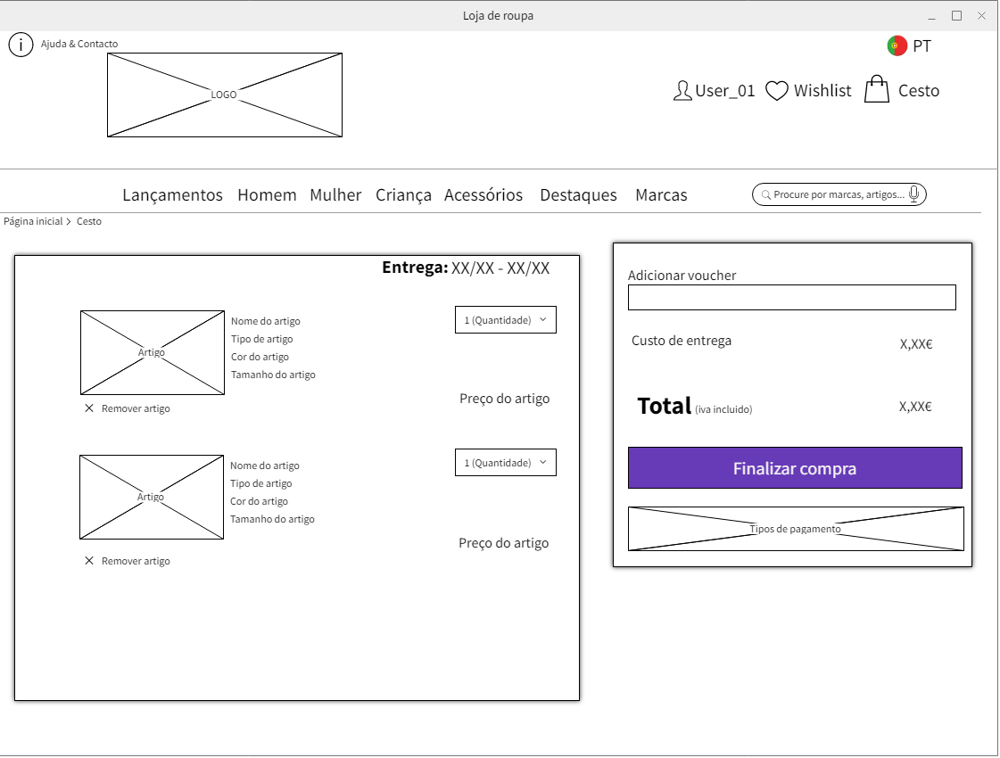 Loja de roupa
i Ajuda & Contacto
PT
LOGO
User_01 Wishlist Cesto
Lançamentos Homem Mulher Criança Acessórios Destaques Marcas
Procure por marcas, artigos...
Página inicial > Cesto
Entrega: XX/XX - XX/XX
Artigo
Nome do artigo
Tipo de artigo
Cor do artigo
Tamanho do artigo
1 (Quantidade)
Preço do artigo
Remover artigo
Artigo
Nome do artigo
Tipo de artigo
Cor do artigo
Tamanho do artigo
1 (Quantidade)
Preço do artigo
Remover artigo
Adicionar voucher
Custo de entrega X,XX€
Total (iva incluido) X,XX€
Finalizar compra
Tipos de pagamento